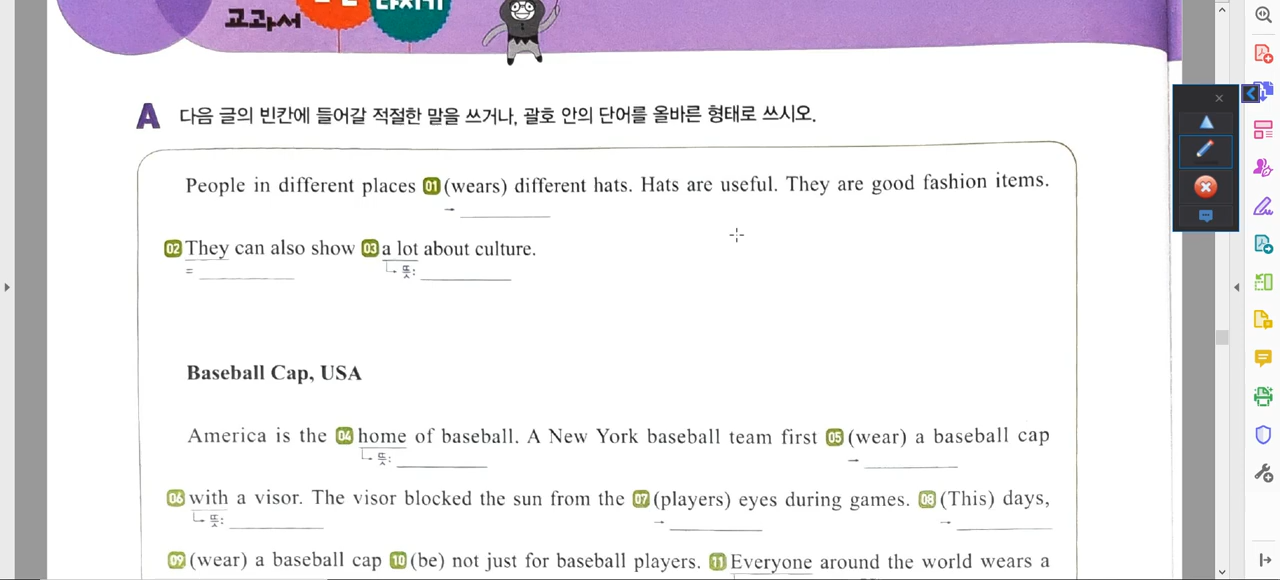 교과서
A 다음 글의 빈칸에 들어갈 적절한 말을 쓰거나, 괄호 안의 단어를 올바른 형태로 쓰시오.
People in different places 01 (wears) different hats. Hats are useful. They are good fashion items.
→
02 They can also show 03 a lot about culture.
= 뜻:
Baseball Cap, USA
America is the 04 home of baseball. A New York baseball team first 05 (wear) a baseball cap
뜻: →
06 with a visor. The visor blocked the sun from the 07 (players) eyes during games. 08 (This) days,
뜻: → →
09 (wear) a baseball cap 10 (be) not just for baseball players. 11 Everyone around the world wears a